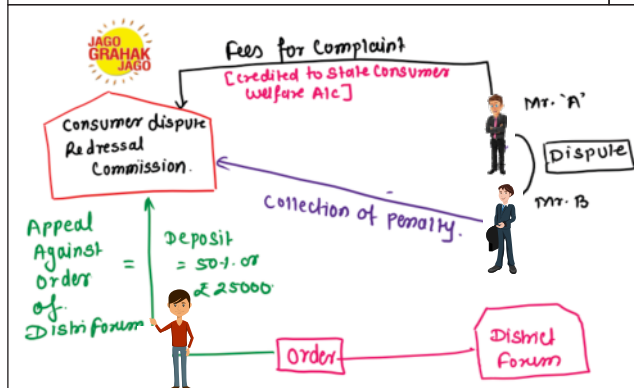 JAGO
GRAHAK
JAGO
Fees for Complaint
[credited to State Consumer
Welfare A/c]
Mr. 'A'
Consumer dispute
Redressal
Commission.
Dispute
Mr. B
Collection of Penalty.
Appeal
Against
order
of
Distri Forum
=
Deposit
= 50%. or
₤ 25000.
Order
District
Forum